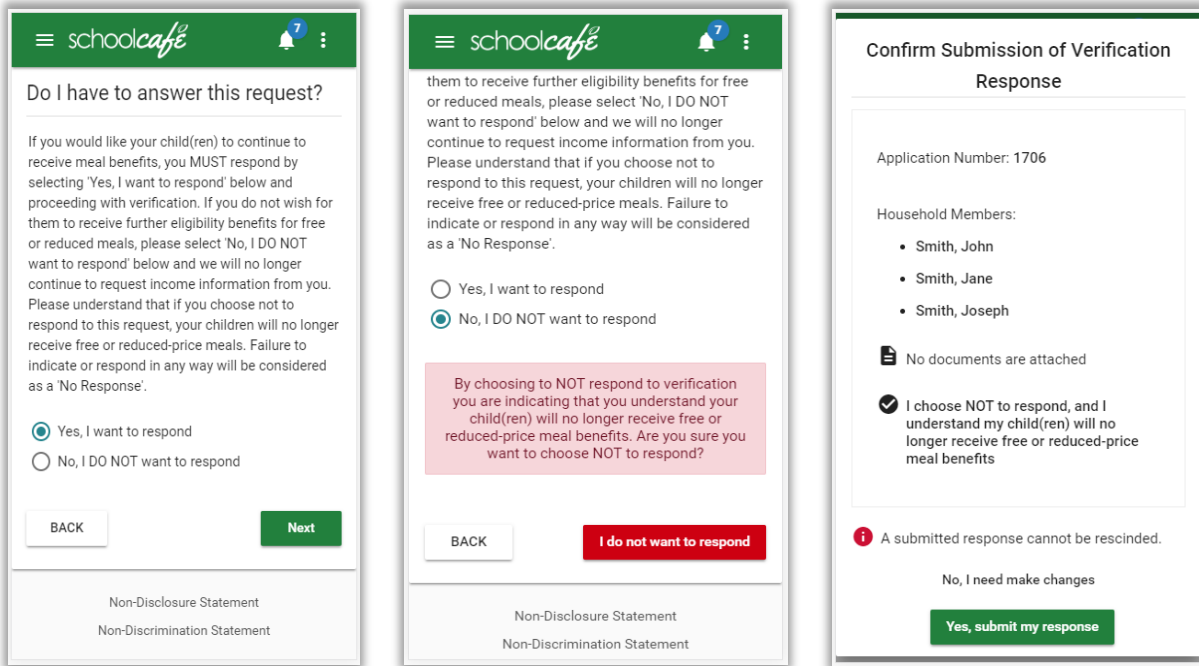 schoolcafé
7
Do I have to answer this request?
If you would like your child(ren) to continue to
receive meal benefits, you MUST respond by
selecting 'Yes, I want to respond' below and
proceeding with verification. If you do not wish for
them to receive further eligibility benefits for free
or reduced meals, please select 'No, I DO NOT
want to respond' below and we will no longer
continue to request income information from you.
Please understand that if you choose not to
respond to this request, your children will no longer
receive free or reduced-price meals. Failure to
indicate or respond in any way will be considered
as a 'No Response'.
Yes, I want to respond
No, I DO NOT want to respond
BACK
Next
Non-Disclosure Statement
Non-Discrimination Statement
schoolcafé
7
them to receive further eligibility benefits for free
or reduced meals, please select 'No, I DO NOT
want to respond' below and we will no longer
continue to request income information from you.
Please understand that if you choose not to
respond to this request, your children will no longer
receive free or reduced-price meals. Failure to
indicate or respond in any way will be considered
as a 'No Response'.
Yes, I want to respond
No, I DO NOT want to respond
By choosing to NOT respond to verification
you are indicating that you understand your
child(ren) will no longer receive free or
reduced-price meal benefits. Are you sure you
want to choose NOT to respond?
BACK
I do not want to respond
Non-Disclosure Statement
Non-Discrimination Statement
Confirm Submission of Verification
Response
Application Number: 1706
Household Members:
• Smith, John
• Smith, Jane
• Smith, Joseph
No documents are attached
I choose NOT to respond, and I
understand my child(ren) will no
longer receive free or reduced-price
meal benefits
A submitted response cannot be rescinded.
No, I need make changes
Yes, submit my response